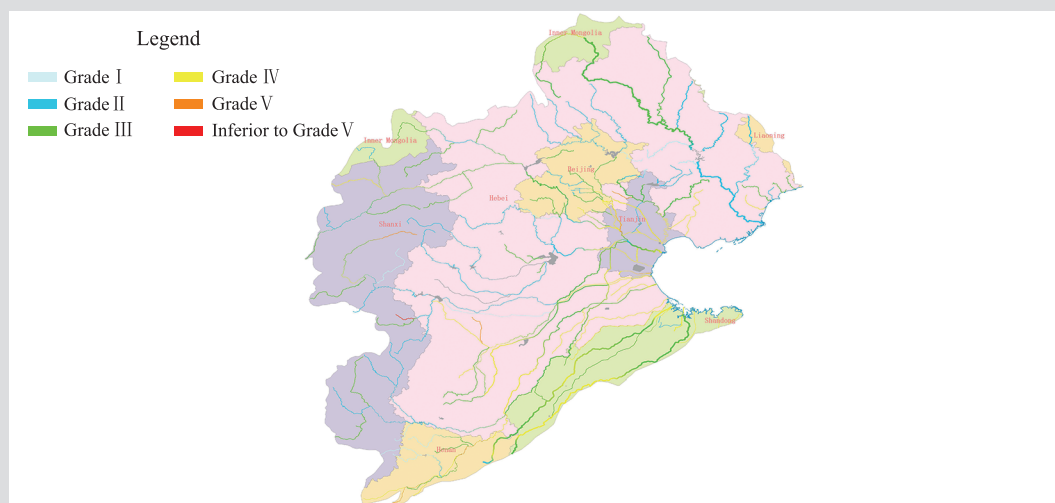 Legend
Grade I
Grade II
Grade III
Grade IV
Grade V
Inferior to Grade V
Inner Mongolia
Liaoning
Inner Mongolia
Beijing
Hebei
Tianjin
Shanxi
Shandong
Henan